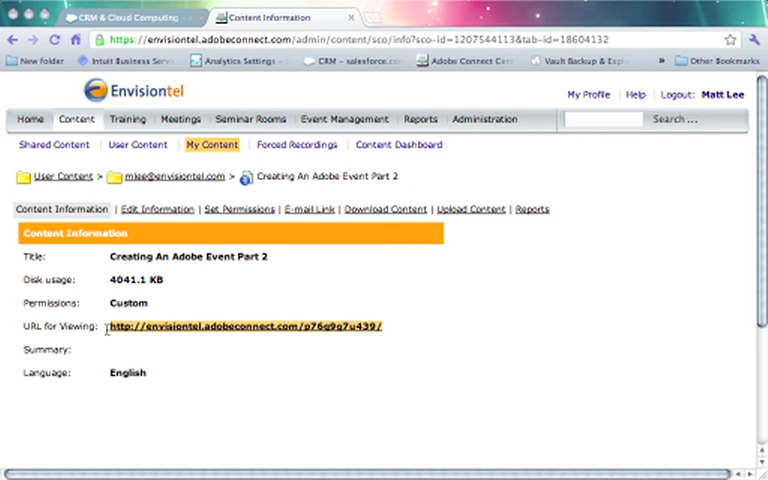 CRM & Cloud Computing -
Content Information
https://envisiontel.adobeconnect.com/admin/content/sco/info?sco-id=1207544113&tab-id=18604132
New folder Intuit Business Serv Analytics Settings - CRM - salesforce.co Adobe Connect Cen Vault Backup & Expl » Other Bookmarks
Envisiontel
My Profile | Help | Logout: Matt Lee
Home Content Training Meetings Seminar Rooms Event Management Reports Administration Search ...
Shared Content User Content My Content Forced Recordings Content Dashboard
User Content > mlee@envisiontel.com > Creating An Adobe Event Part 2
Content Information | Edit Information | Set Permissions | E-mail Link | Download Content | Upload Content | Reports
Content Information
Title: Creating An Adobe Event Part 2
Disk usage: 4041.1 KB
Permissions: Custom
URL for Viewing: http://envisiontel.adobeconnect.com/p76g9g7u439/
Summary:
Language: English